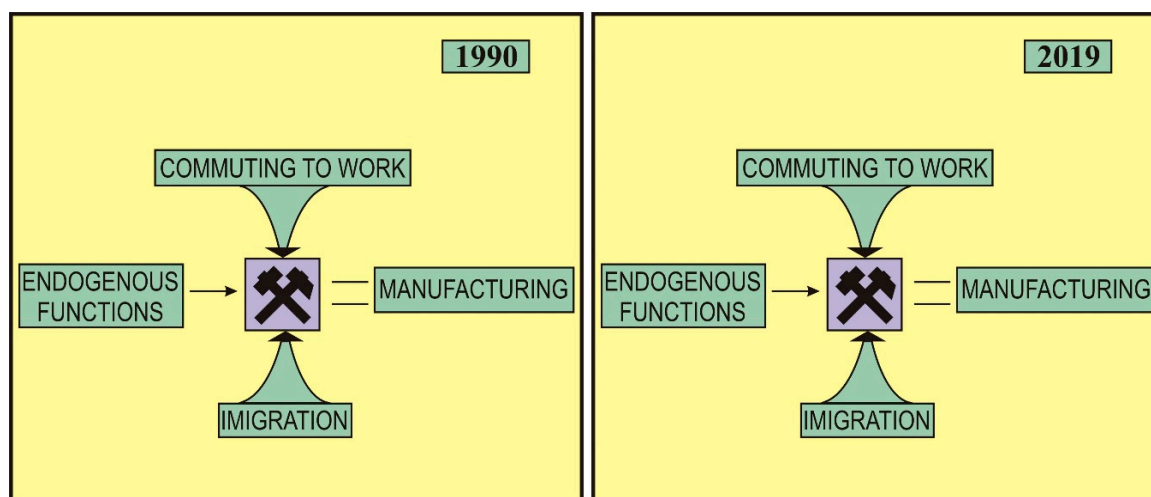 1990
COMMUTING TO WORK
ENDOGENOUS
FUNCTIONS
MANUFACTURING
IMIGRATION
2019
COMMUTING TO WORK
ENDOGENOUS
FUNCTIONS
MANUFACTURING
IMIGRATION